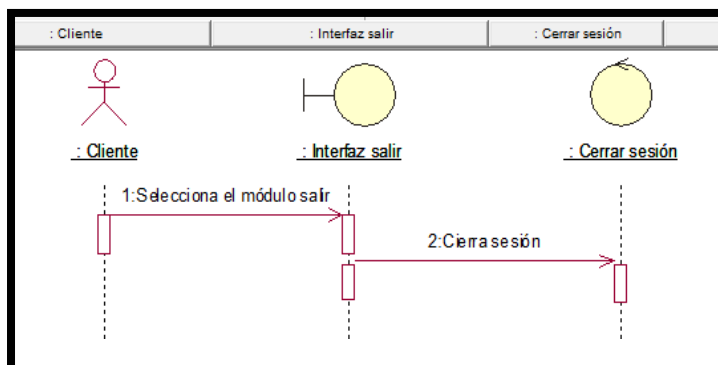 : Cliente
: Interfaz salir
: Cerrar sesión
: Cliente
: Interfaz salir
: Cerrar sesión
1:Selecciona el módulo salir
2:Cierra sesión